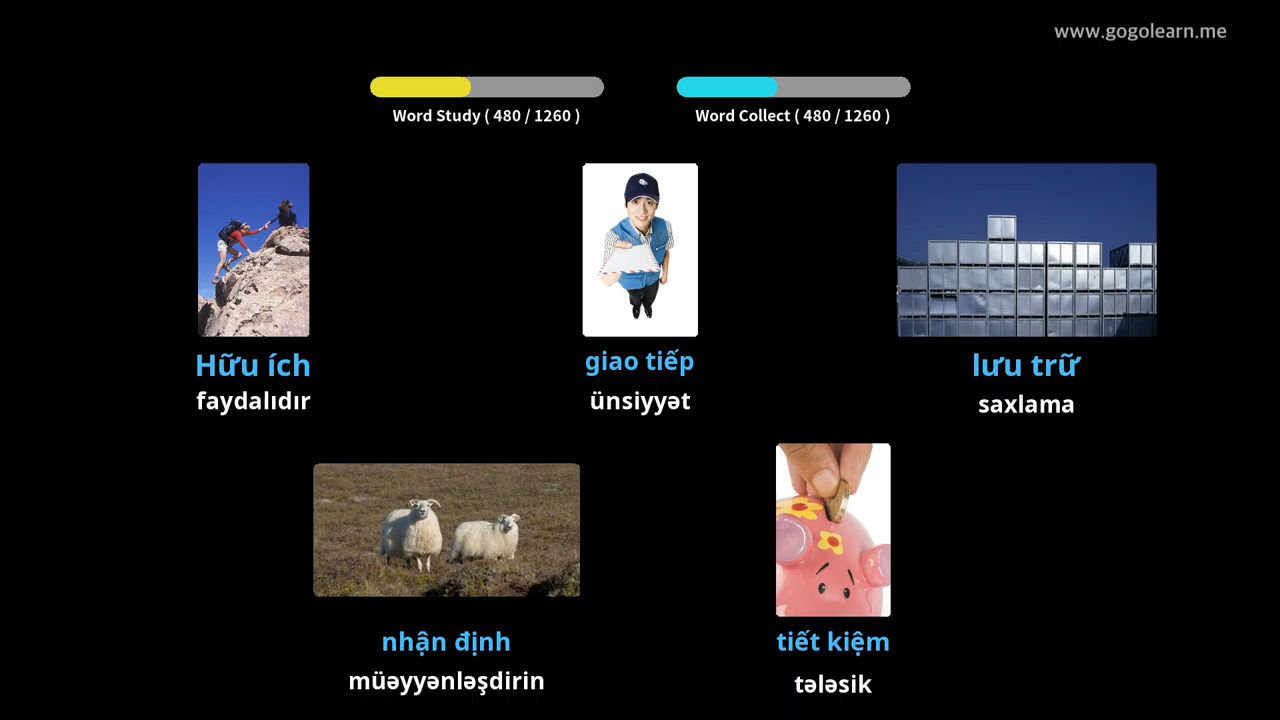 www.gogolearn.me
Word Study ( 480 / 1260 )
Word Collect ( 480 / 1260 )
Hữu ích
faydalıdır
giao tiếp
ünsiyyət
lưu trữ
saxlama
nhận định
müəyyənləşdirin
tiết kiệm
tələsik